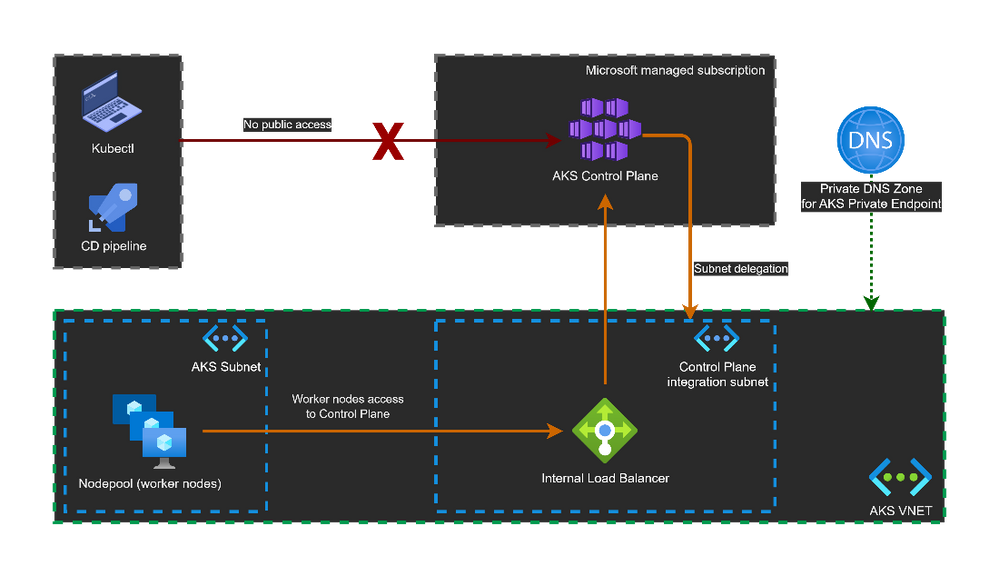 Microsoft managed subscription
No public access
Kubectl
AKS Control Plane
CD pipeline
DNS
Private DNS Zone
for AKS Private Endpoint
Subnet delegation
AKS Subnet
Control Plane
integration subnet
Worker nodes access
to Control Plane
Nodepool (worker nodes)
Internal Load Balancer
AKS VNET